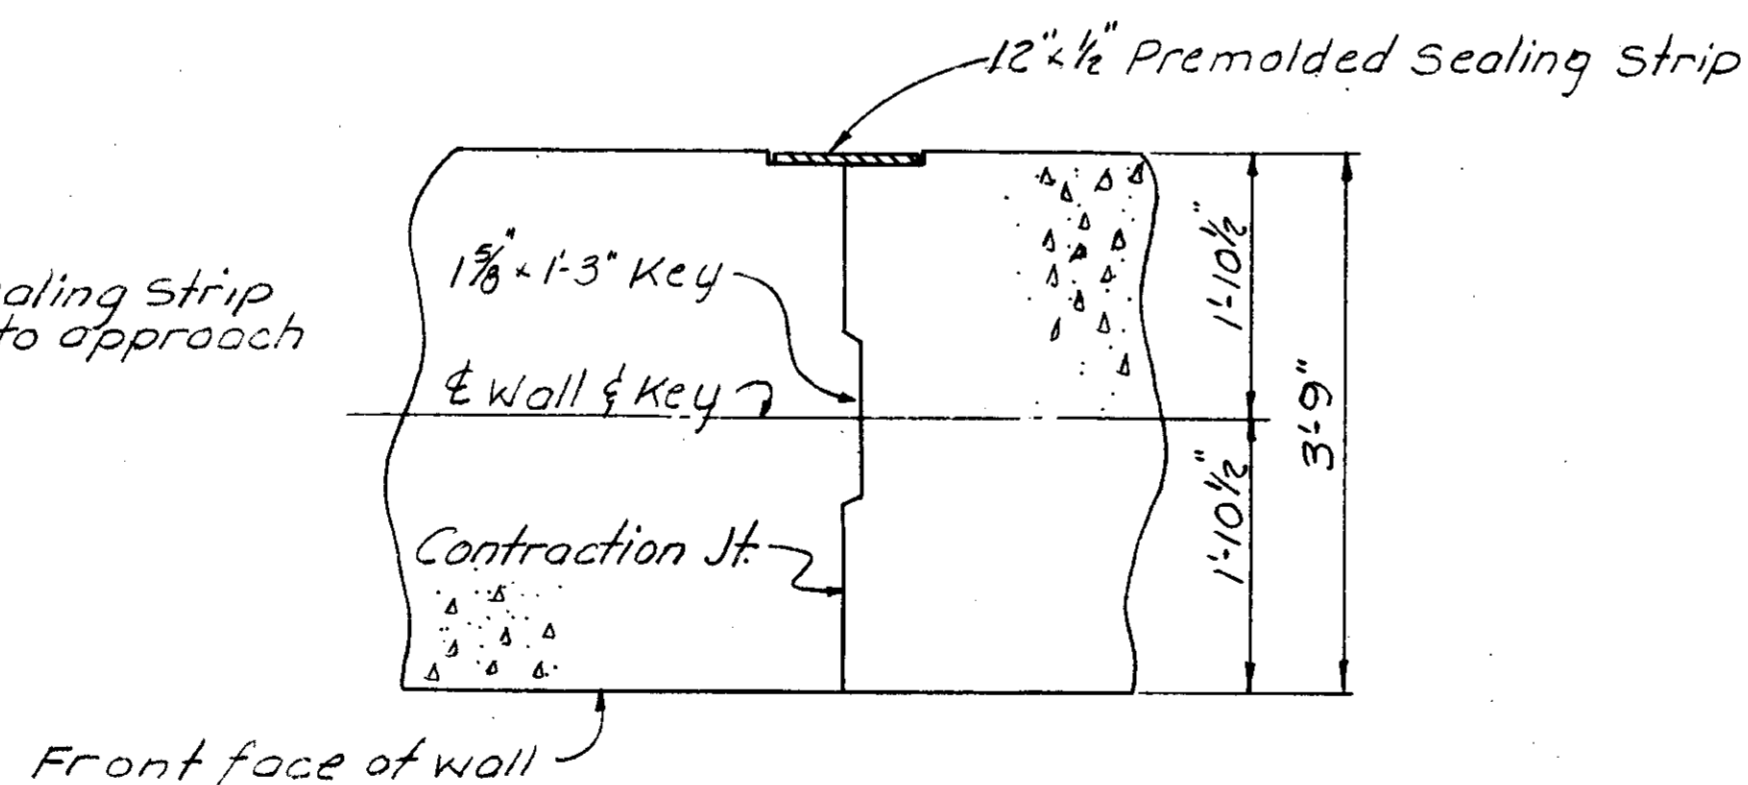 12"x½" Premolded Sealing Strip
1⅝" x 1'-3" Key
aling Strip
to approach
℄ Wall & Key
Contraction Jt.
Front face of wall
1'-10½"
1'-10½"
3'-9"